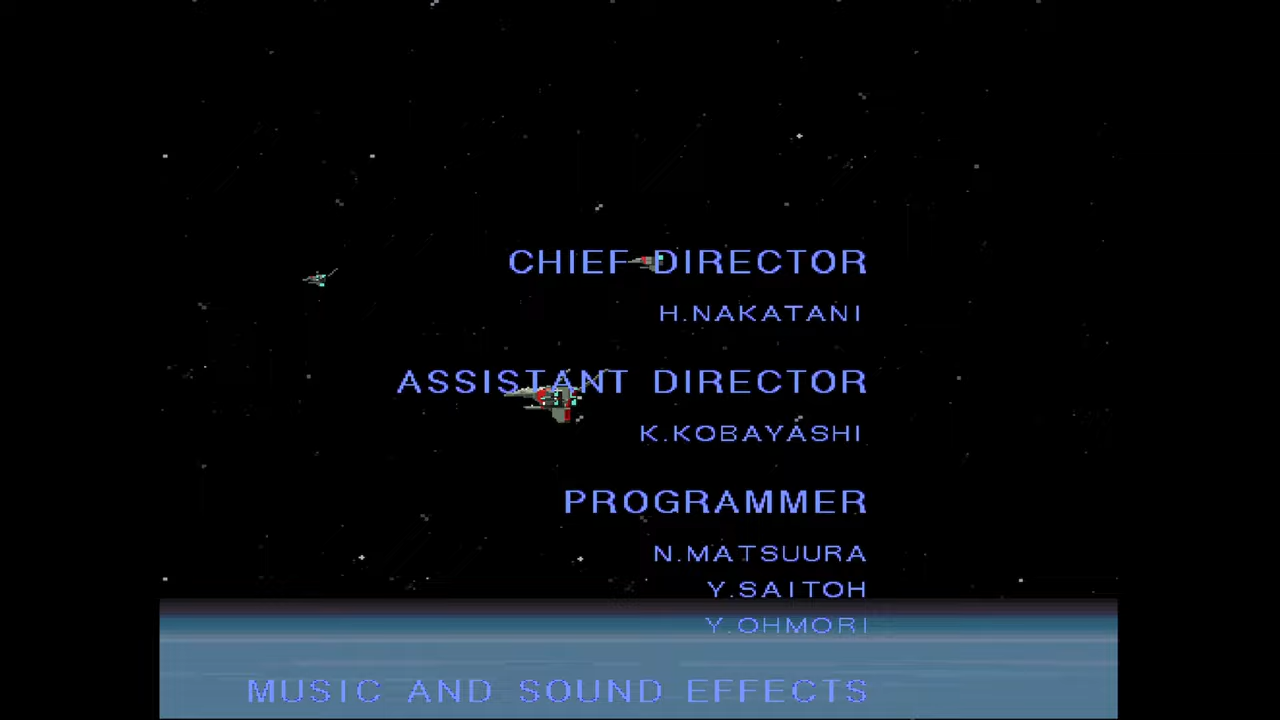 CHIEF DIRECTOR
H.NAKATANI
ASSISTANT DIRECTOR
K.KOBAYASHI
PROGRAMMER
N.MATSUURA
Y.SAITOH
Y.OHMORI
MUSIC AND SOUND EFFECTS